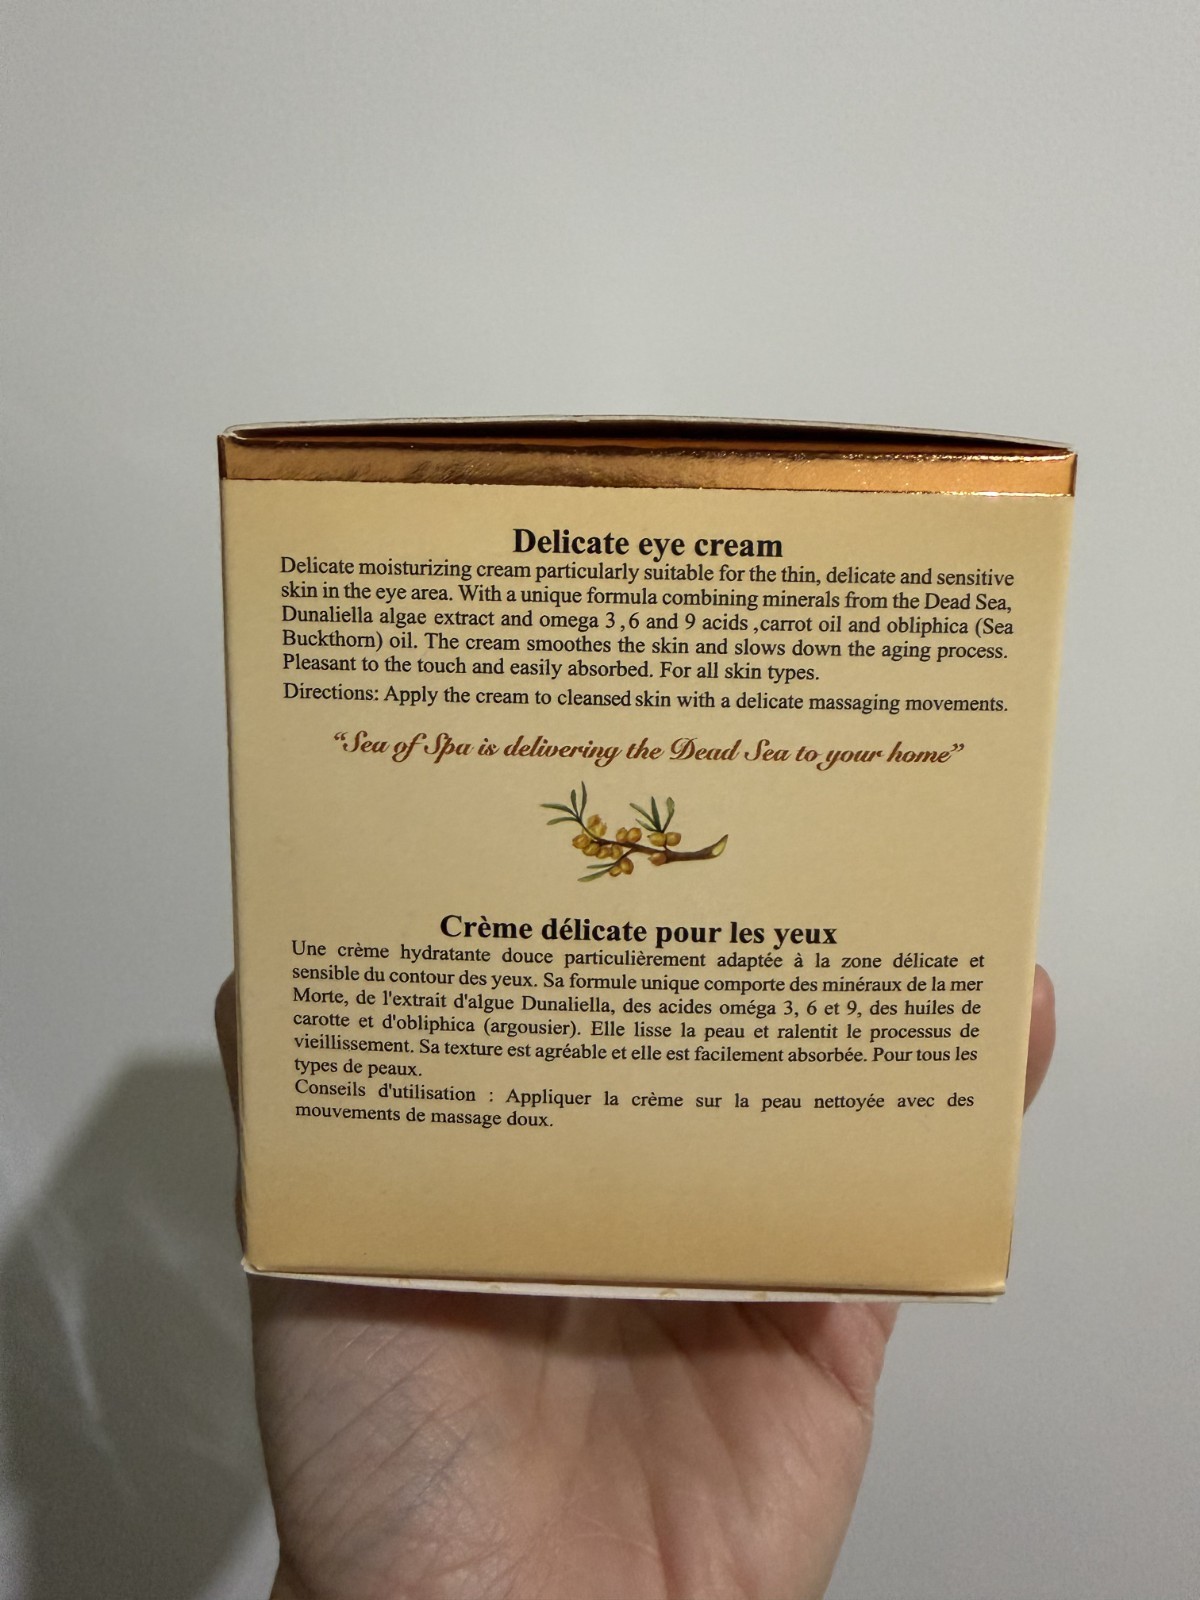 Delicate eye cream
Delicate moisturizing cream particularly suitable for the thin, delicate and sensitive
skin in the eye area. With a unique formula combining minerals from the Dead Sea,
Dunaliella algae extract and omega 3 ,6 and 9 acids ,carrot oil and obliphica (Sea
Buckthorn) oil. The cream smoothes the skin and slows down the aging process.
Pleasant to the touch and easily absorbed. For all skin types.
Directions: Apply the cream to cleansed skin with a delicate massaging movements.
“Sea of Spa is delivering the Dead Sea to your home”
Crème délicate pour les yeux
Une crème hydratante douce particulièrement adaptée à la zone délicate et
sensible du contour des yeux. Sa formule unique comporte des minéraux de la mer
Morte, de l'extrait d'algue Dunaliella, des acides oméga 3, 6 et 9, des huiles de
carotte et d'obliphica (argousier). Elle lisse la peau et ralentit le processus de
vieillissement. Sa texture est agréable et elle est facilement absorbée. Pour tous les
types de peaux.
Conseils d'utilisation : Appliquer la crème sur la peau nettoyée avec des
mouvements de massage doux.